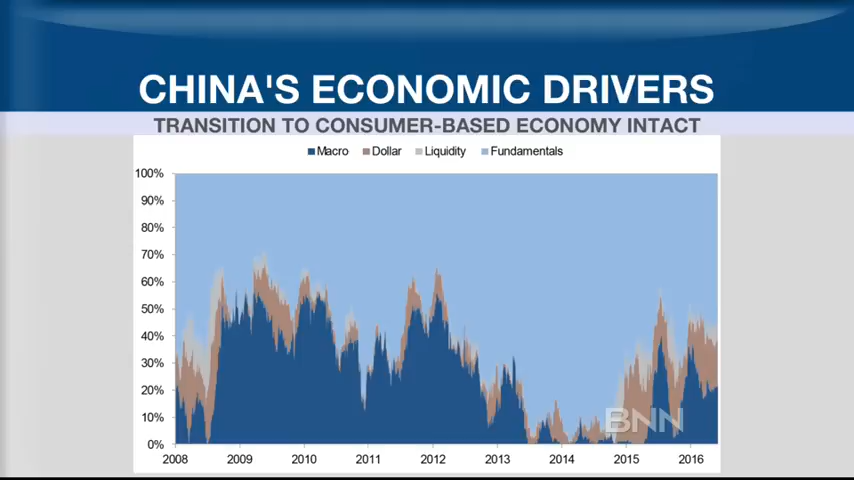 CHINA'S ECONOMIC DRIVERS
TRANSITION TO CONSUMER-BASED ECONOMY INTACT
Macro Dollar Liquidity Fundamentals
100%
90%
80%
70%
60%
50%
40%
30%
20%
10%
0%
BNN
2008 2009 2010 2011 2012 2013 2014 2015 2016